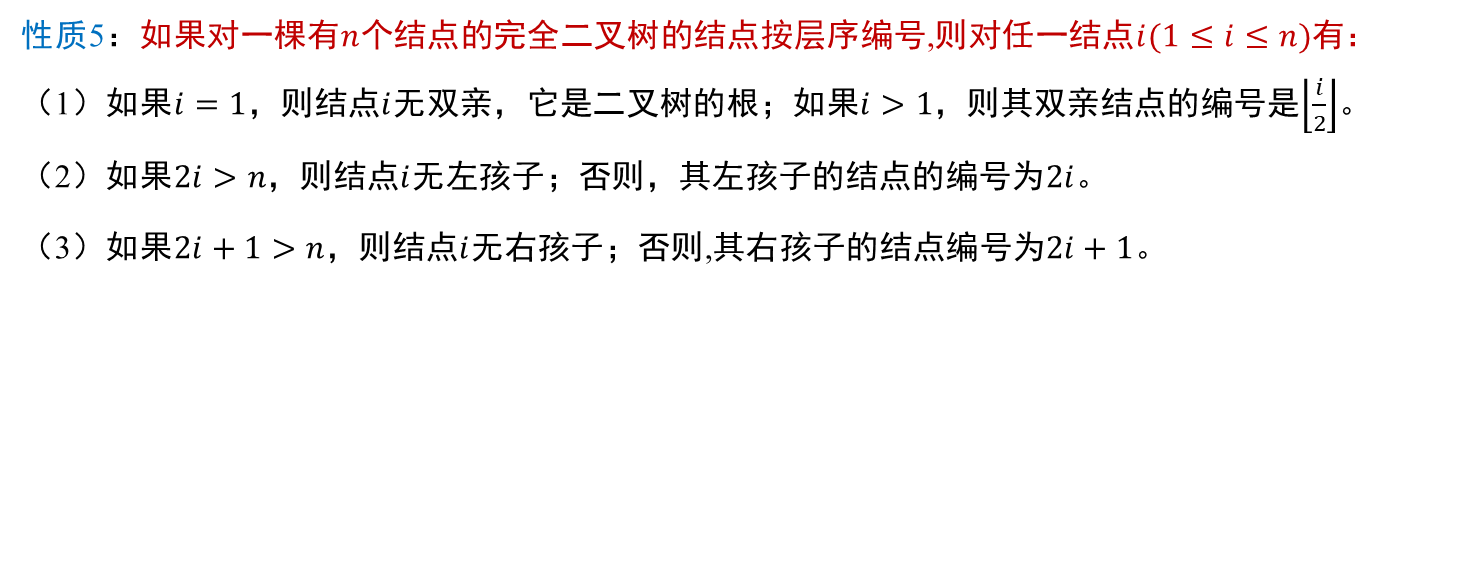 性质5：如果对一棵有n个结点的完全二叉树的结点按层序编号,则对任一结点i(1 ≤ i ≤ n)有：
（1）如果i = 1，则结点i无双亲，它是二叉树的根；如果i > 1，则其双亲结点的编号是⌊i/2⌋。
（2）如果2i > n，则结点i无左孩子；否则，其左孩子的结点的编号为2i。
（3）如果2i + 1 > n，则结点i无右孩子；否则,其右孩子的结点编号为2i + 1。